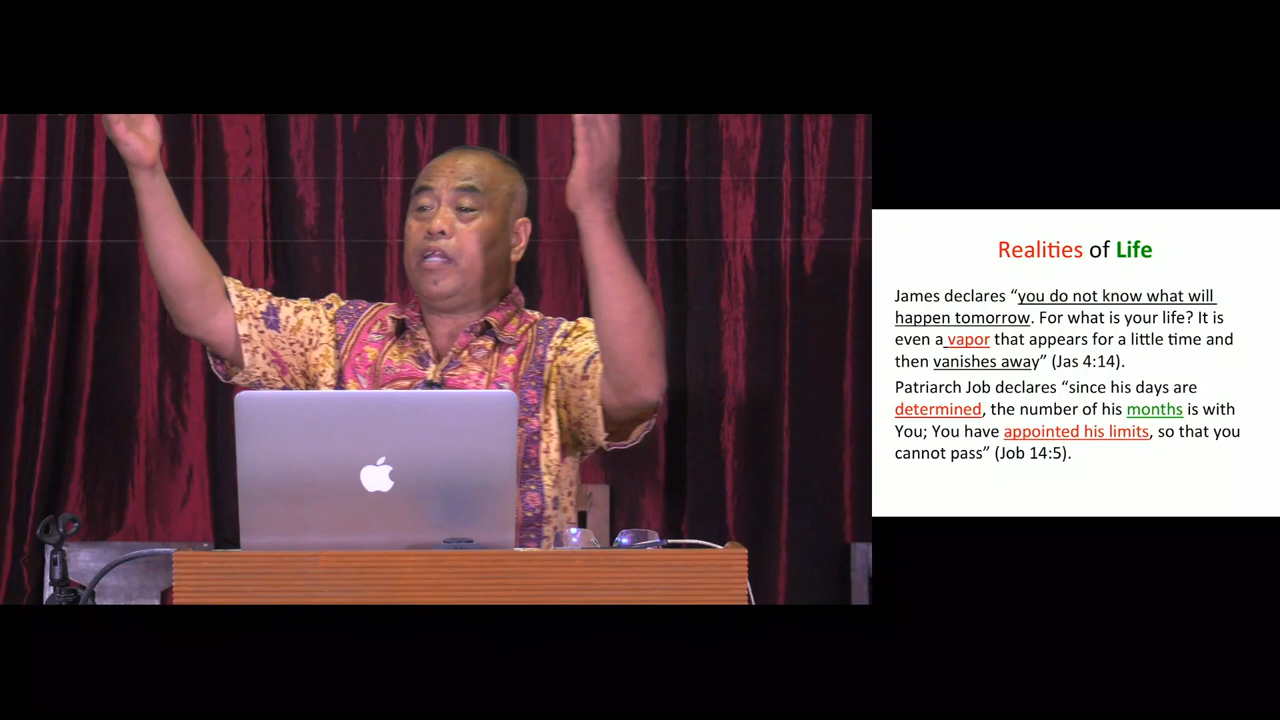 Realities of Life
James declares “you do not know what will
happen tomorrow. For what is your life? It is
even a vapor that appears for a little time and
then vanishes away” (Jas 4:14).
Patriarch Job declares “since his days are
determined, the number of his months is with
You; You have appointed his limits, so that you
cannot pass” (Job 14:5).